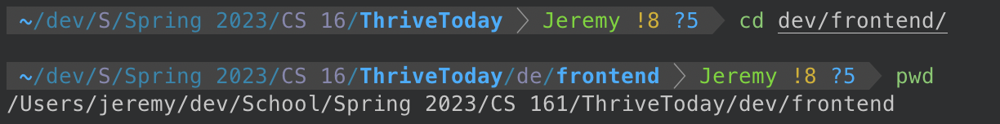 ~/dev/S/Spring 2023/CS 16/ThriveToday > Jeremy !8 ?5 cd dev/frontend/
~/dev/S/Spring 2023/CS 16/ThriveToday/de/frontend > Jeremy !8 ?5 pwd
/Users/jeremy/dev/School/Spring 2023/CS 161/ThriveToday/dev/frontend